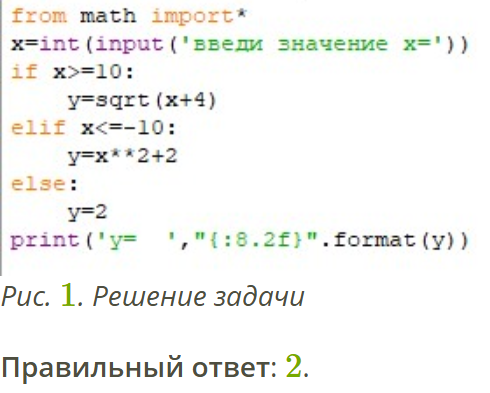 from math import*
x=int(input('введи значение x='))
if x>=10:
    y=sqrt(x+4)
elif x<=-10:
    y=x**2+2
else:
    y=2
print('y=  ',"{:8.2f}".format(y))
Рис. 1. Решение задачи
Правильный ответ: 2.